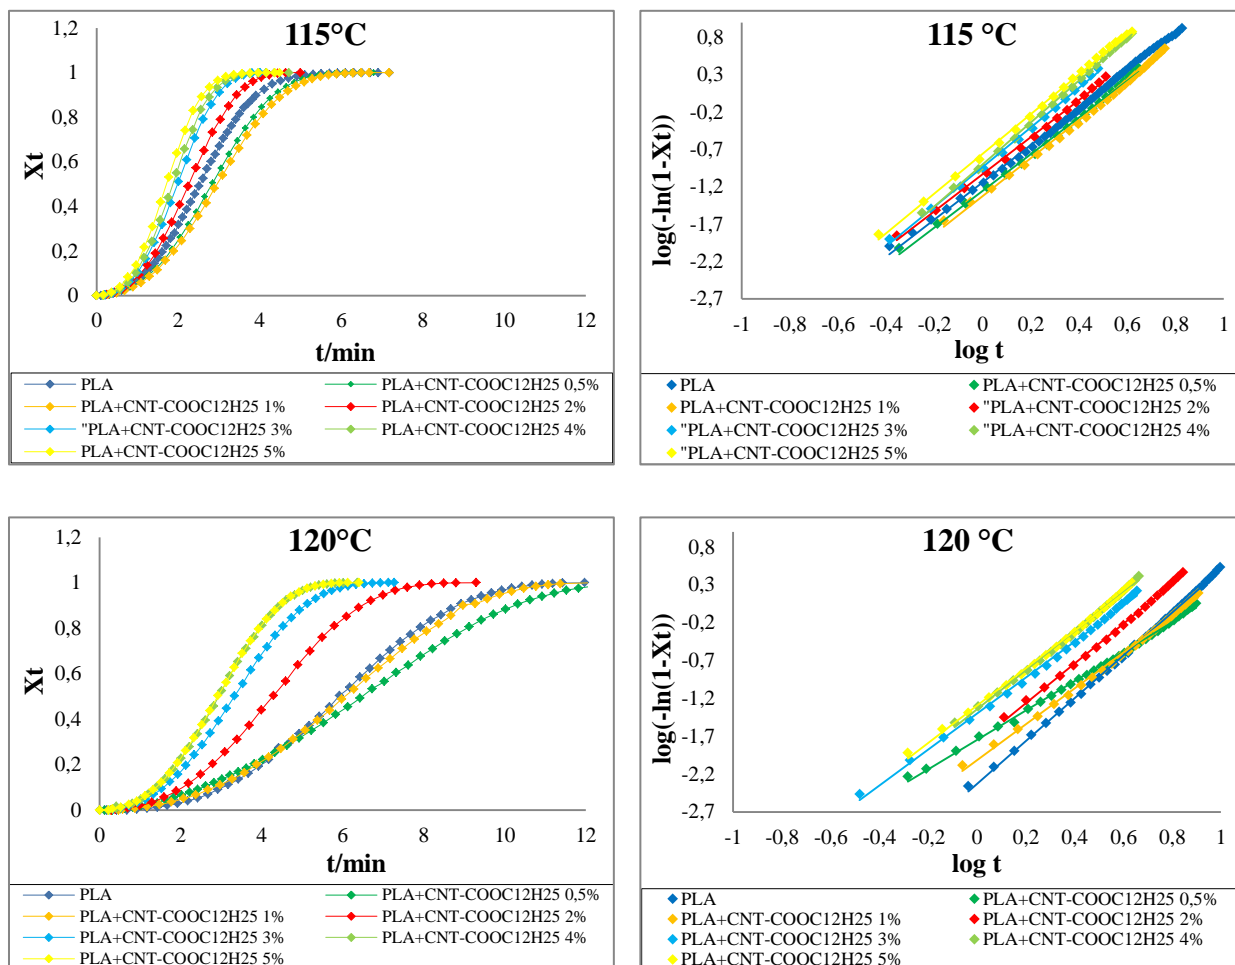 115°C
1,2
1
0,8
0,6
0,4
0,2
0
Xt
0 2 4 6 8 10 12
t/min
PLA
PLA+CNT-COOC12H25 0,5%
PLA+CNT-COOC12H25 1%
PLA+CNT-COOC12H25 2%
"PLA+CNT-COOC12H25 3%
PLA+CNT-COOC12H25 4%
PLA+CNT-COOC12H25 5%
115 °C
0,8
0,3
-0,2
-0,7
-1,2
-1,7
-2,2
-2,7
log(-ln(1-Xt))
-1 -0,8 -0,6 -0,4 -0,2 0 0,2 0,4 0,6 0,8 1
log t
PLA
PLA+CNT-COOC12H25 0,5%
PLA+CNT-COOC12H25 1%
"PLA+CNT-COOC12H25 2%
"PLA+CNT-COOC12H25 3%
"PLA+CNT-COOC12H25 4%
"PLA+CNT-COOC12H25 5%
120°C
1,2
1
0,8
0,6
0,4
0,2
0
Xt
0 2 4 6 8 10 12
t/min
PLA
PLA+CNT-COOC12H25 0,5%
PLA+CNT-COOC12H25 1%
PLA+CNT-COOC12H25 2%
PLA+CNT-COOC12H25 3%
PLA+CNT-COOC12H25 4%
PLA+CNT-COOC12H25 5%
120 °C
0,8
0,3
-0,2
-0,7
-1,2
-1,7
-2,2
-2,7
log(-ln(1-Xt))
-1 -0,8 -0,6 -0,4 -0,2 0 0,2 0,4 0,6 0,8 1
log t
PLA
PLA+CNT-COOC12H25 0,5%
PLA+CNT-COOC12H25 1%
PLA+CNT-COOC12H25 2%
PLA+CNT-COOC12H25 3%
PLA+CNT-COOC12H25 4%
PLA+CNT-COOC12H25 5%